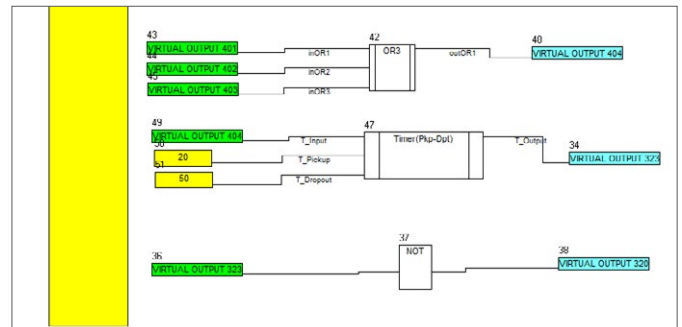 43
VIRTUAL OUTPUT 401
44
VIRTUAL OUTPUT 402
45
VIRTUAL OUTPUT 403
inOR1
inOR2
inOR3
42
OR3
outOR1
40
VIRTUAL OUTPUT 404
49
VIRTUAL OUTPUT 404
50
20
51
50
T_Input
T_Pickup
T_Dropout
47
Timer(Pkp-Dpt)
T_Output
34
VIRTUAL OUTPUT 323
36
VIRTUAL OUTPUT 323
37
NOT
38
VIRTUAL OUTPUT 320